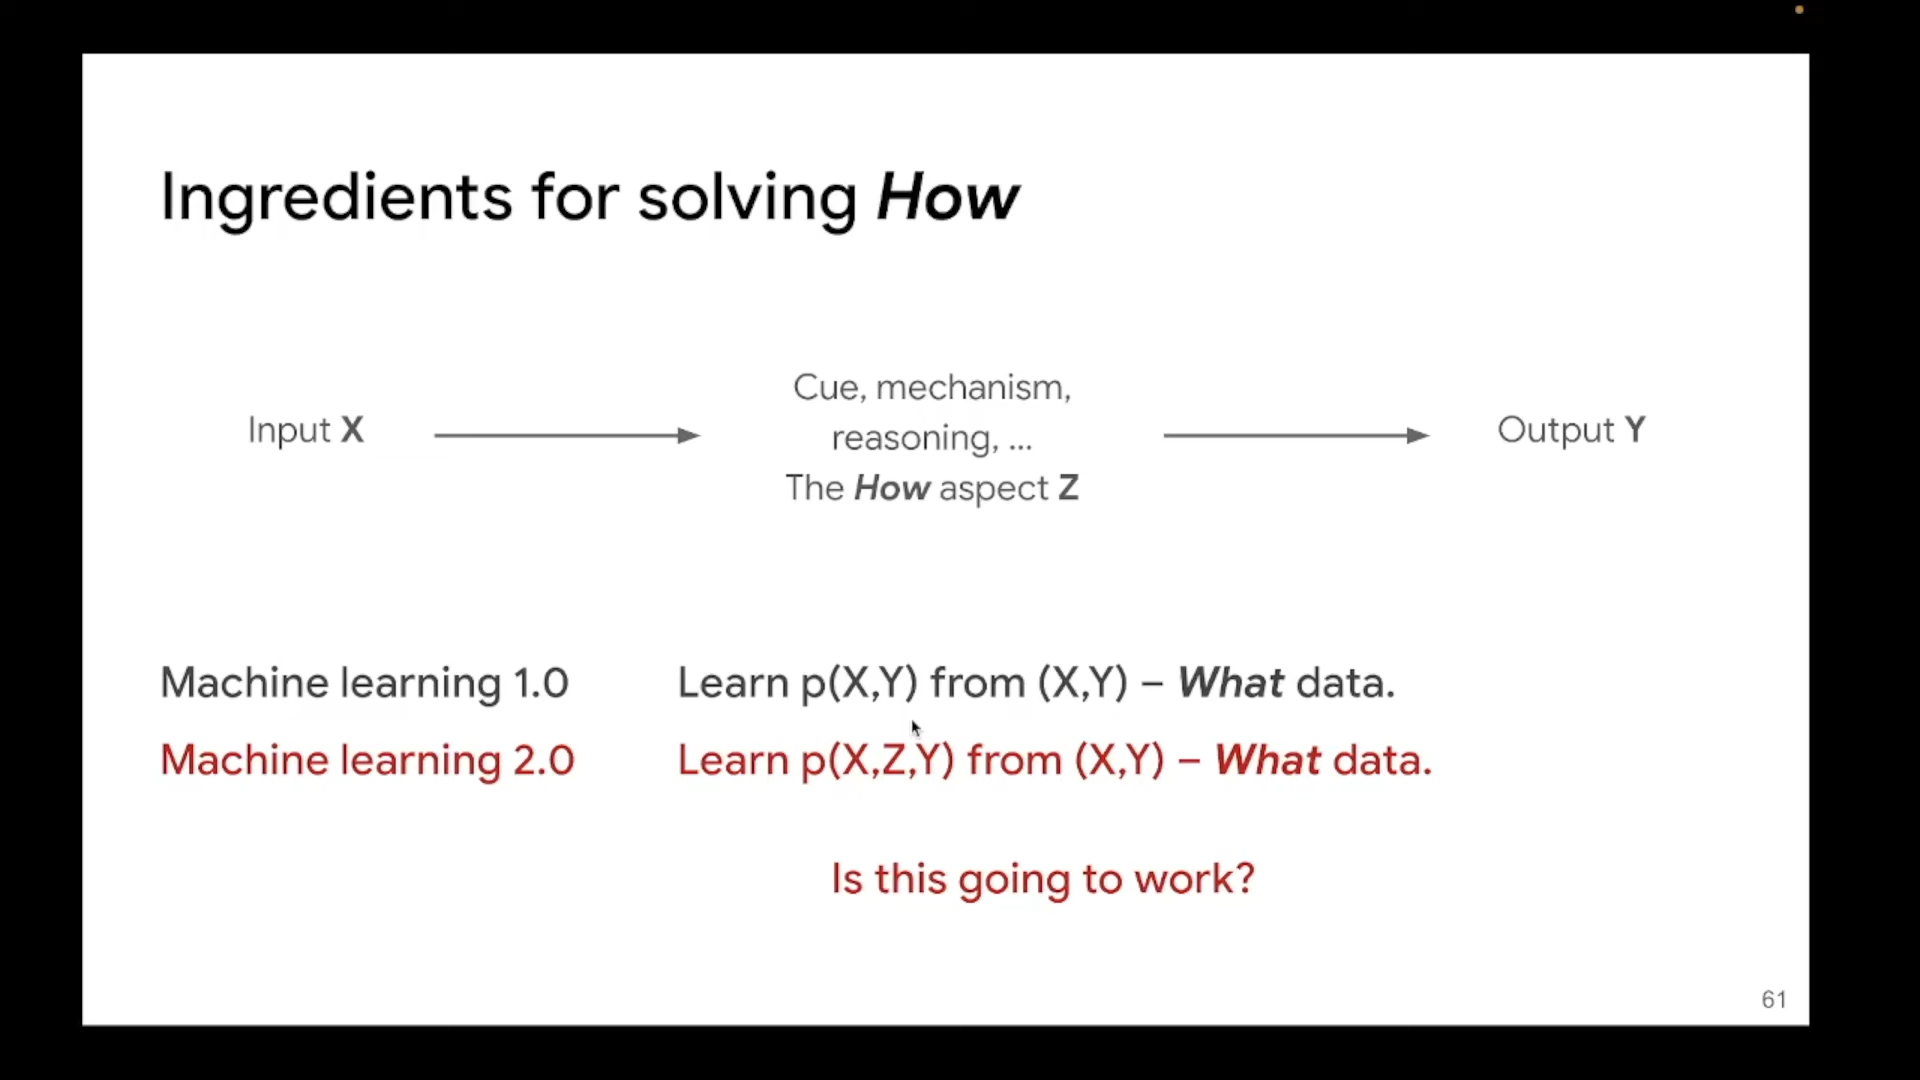 Ingredients for solving How
Input X
Cue, mechanism,
reasoning, ...
The How aspect Z
Output Y
Machine learning 1.0
Learn p(X,Y) from (X,Y) – What data.
Machine learning 2.0
Learn p(X,Z,Y) from (X,Y) – What data.
Is this going to work?
61